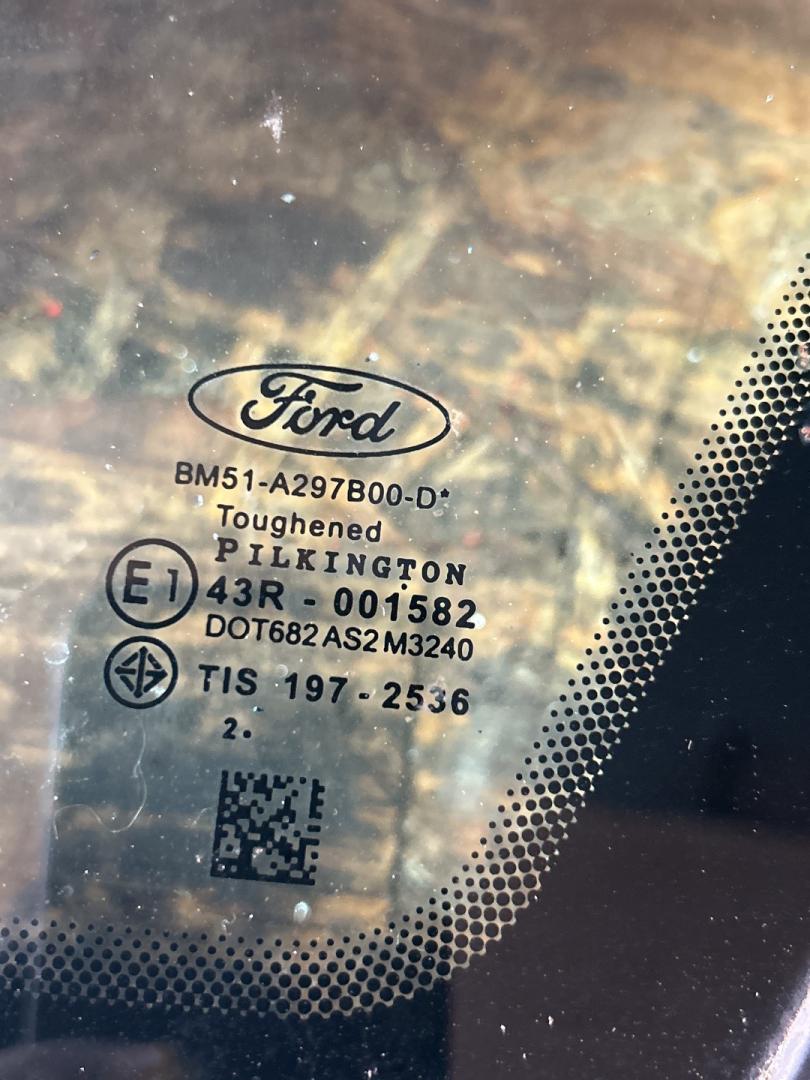 Ford
BM51-A297B00-D*
Toughened
PILKINGTON
E1 43R - 001582
DOT682 AS2 M3240
TIS 197 - 2536
2.